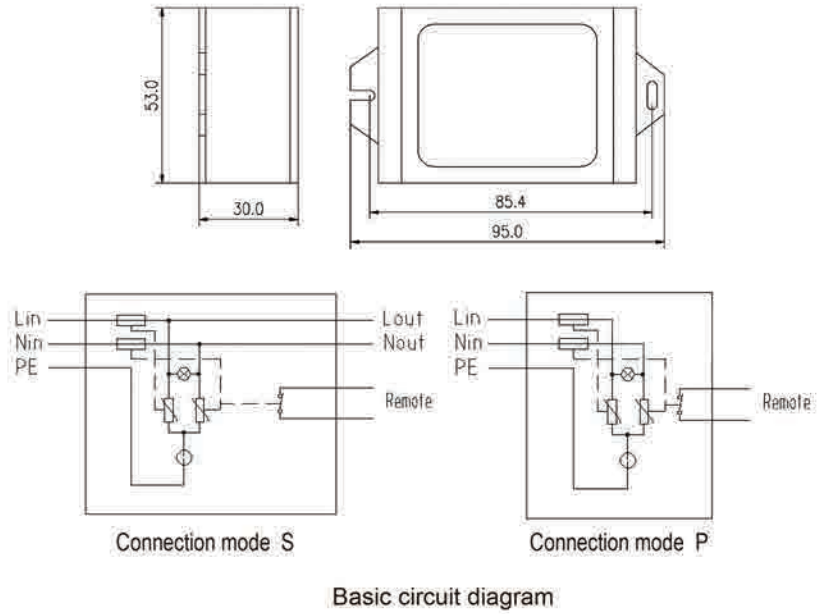 53.0
30.0
85.4
95.0
Lin
Nin
PE
Lout
Nout
Remote
Connection mode S
Lin
Nin
PE
Remote
Connection mode P
Basic circuit diagram